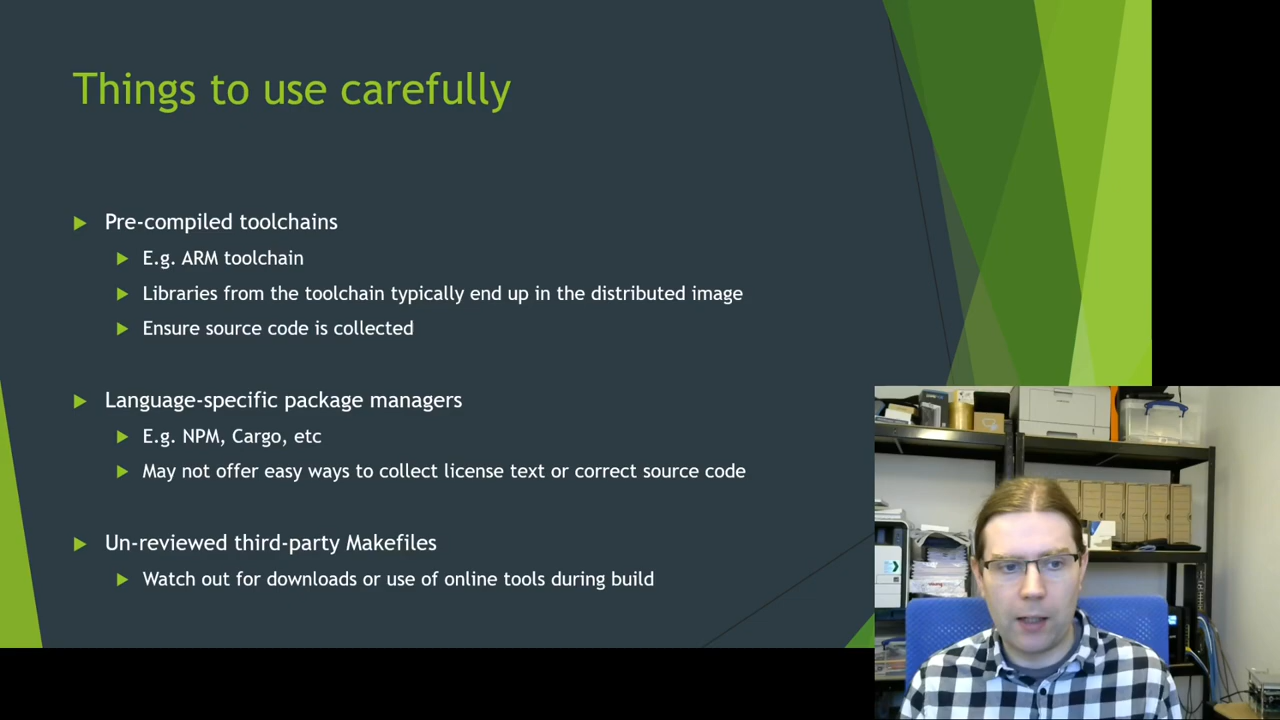 Things to use carefully
Pre-compiled toolchains
E.g. ARM toolchain
Libraries from the toolchain typically end up in the distributed image
Ensure source code is collected
Language-specific package managers
E.g. NPM, Cargo, etc
May not offer easy ways to collect license text or correct source code
Un-reviewed third-party Makefiles
Watch out for downloads or use of online tools during build